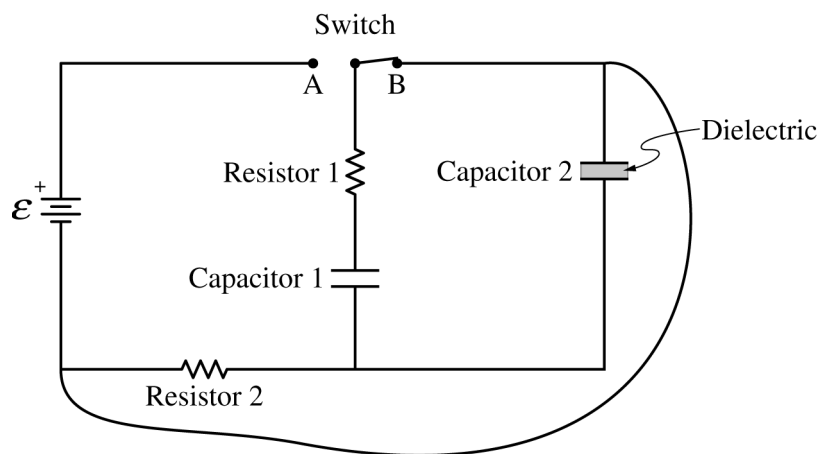 Switch
A
B
Dielectric
Resistor 1
Capacitor 2
+
ε
Capacitor 1
Resistor 2